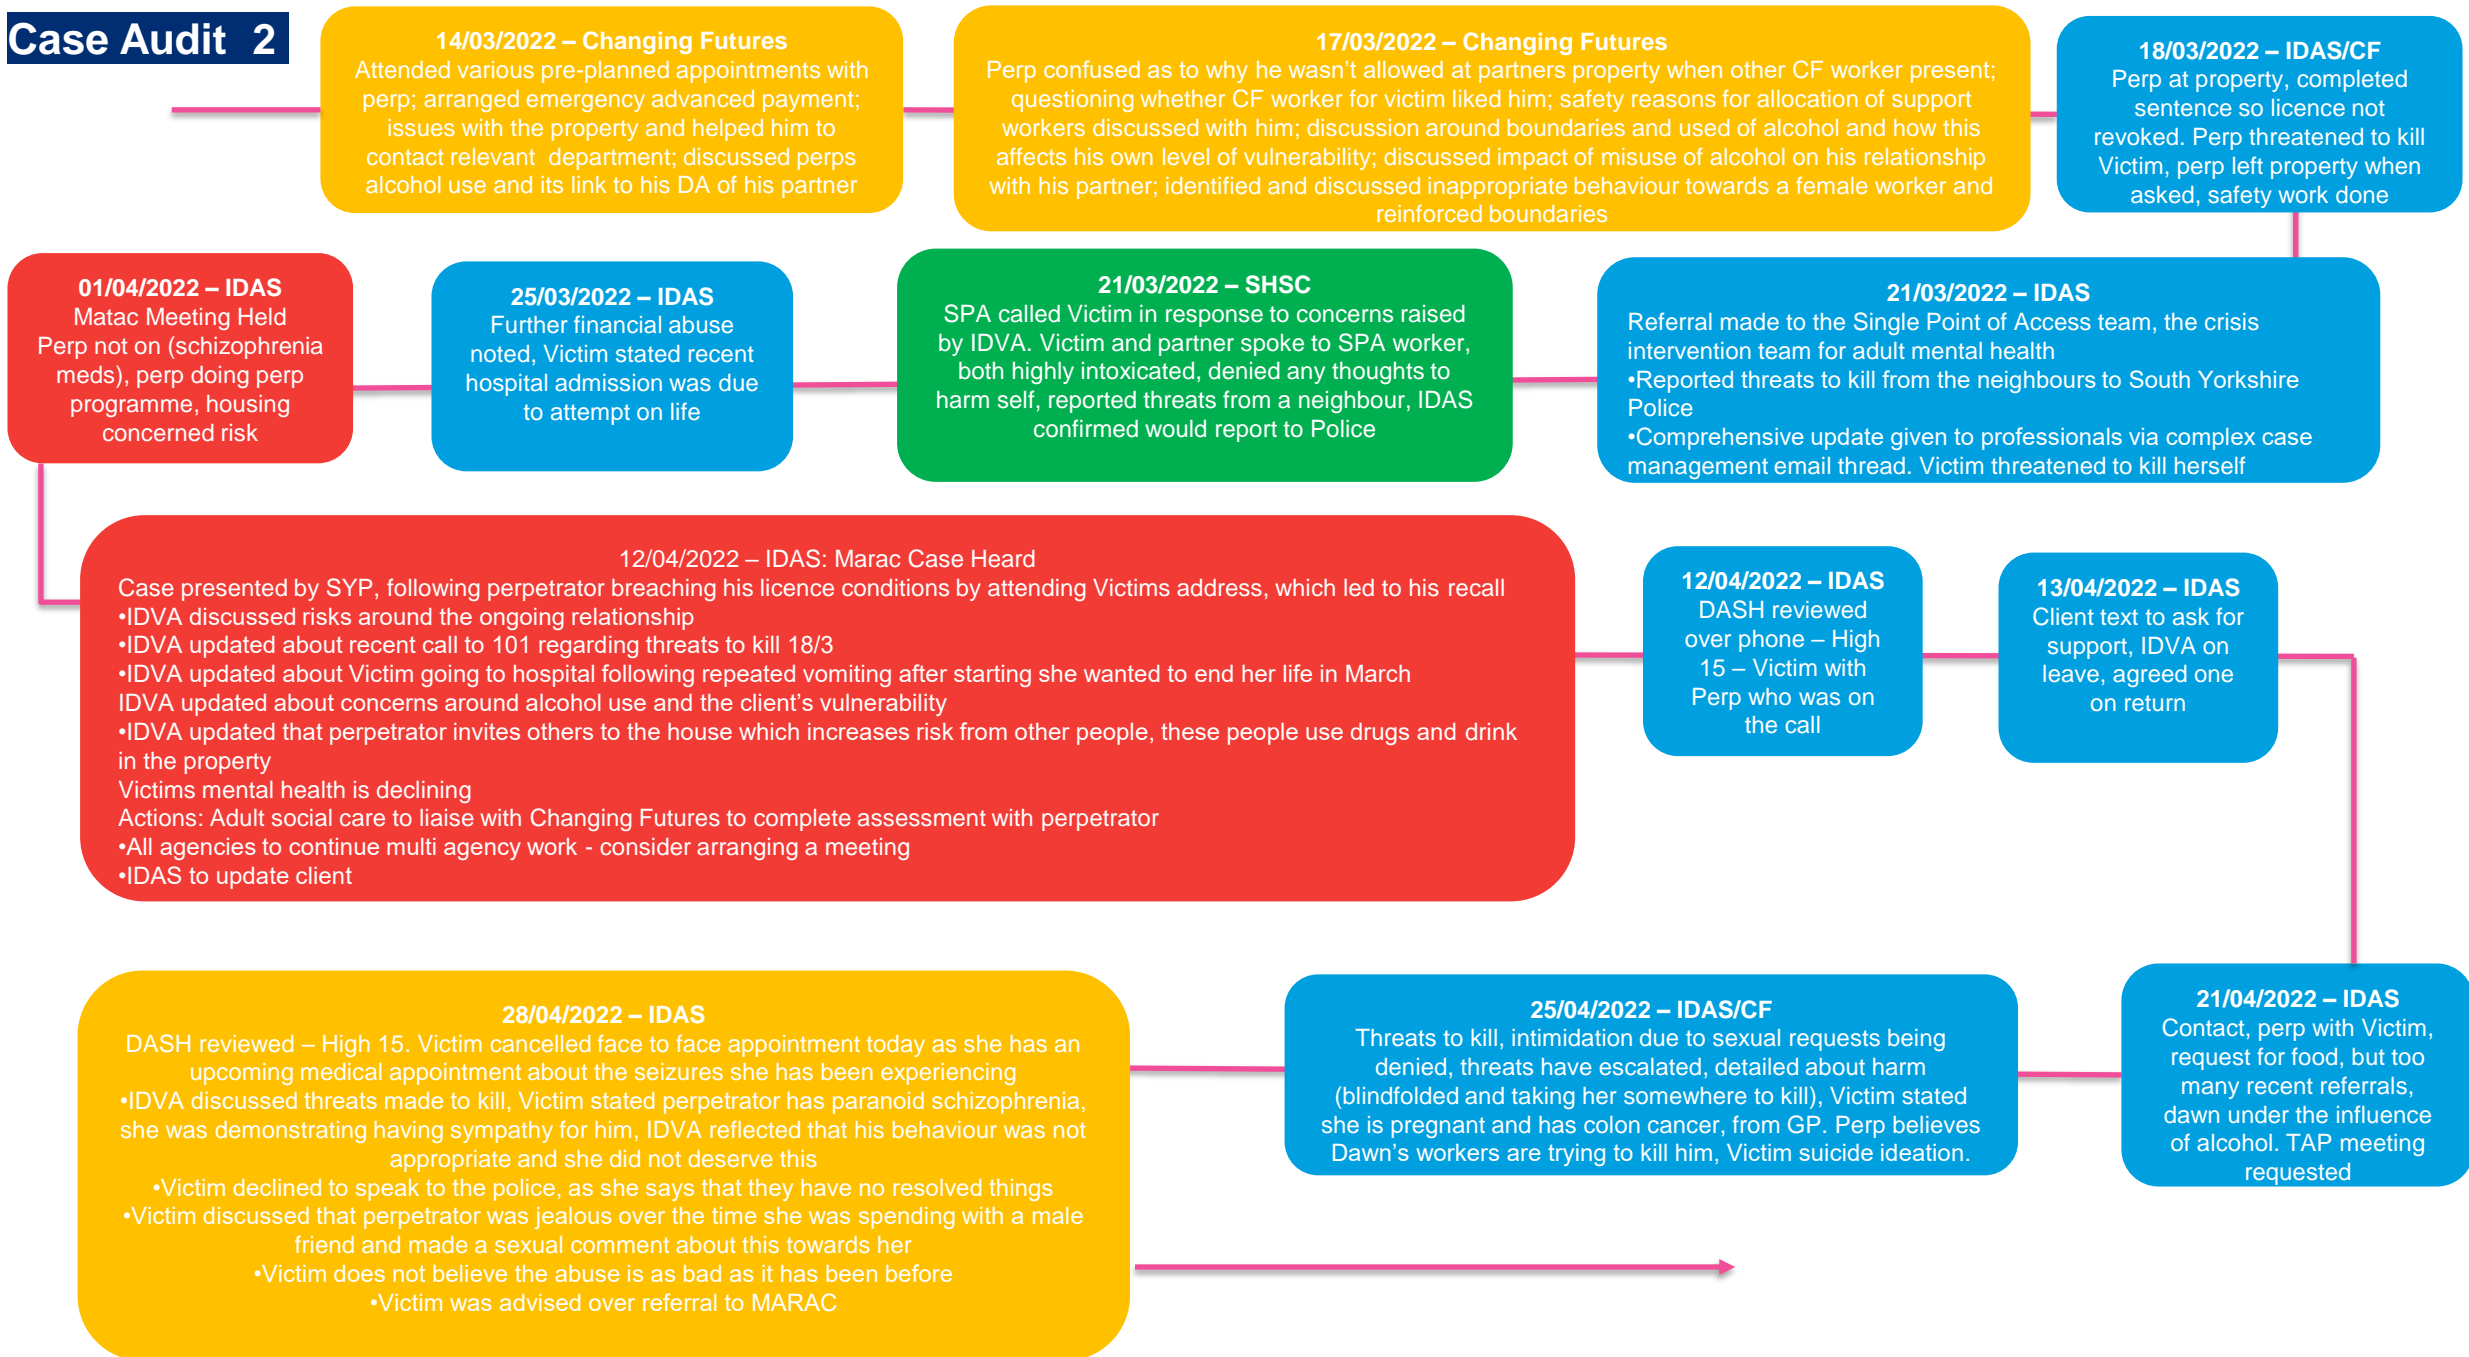 Case Audit 2
14/03/2022 – Changing Futures
Attended various pre-planned appointments with
perp; arranged emergency advanced payment;
issues with the property and helped him to
contact relevant department; discussed perps
alcohol use and its link to his DA of his partner
17/03/2022 – Changing Futures
Perp confused as to why he wasn't allowed at partners property when other CF worker present;
questioning whether CF worker for victim liked him; safety reasons for allocation of support
workers discussed with him; discussion around boundaries and used of alcohol and how this
affects his own level of vulnerability; discussed impact of misuse of alcohol on his relationship
with his partner; identified and discussed inappropriate behaviour towards a female worker and
reinforced boundaries
18/03/2022 – IDAS/CF
Perp at property, completed
sentence so licence not
revoked. Perp threatened to kill
Victim, perp left property when
asked, safety work done
21/03/2022 – IDAS
Referral made to the Single Point of Access team, the crisis
intervention team for adult mental health
•Reported threats to kill from the neighbours to South Yorkshire
Police
•Comprehensive update given to professionals via complex case
management email thread. Victim threatened to kill herself
21/03/2022 – SHSC
SPA called Victim in response to concerns raised
by IDVA. Victim and partner spoke to SPA worker,
both highly intoxicated, denied any thoughts to
harm self, reported threats from a neighbour, IDAS
confirmed would report to Police
25/03/2022 – IDAS
Further financial abuse
noted, Victim stated recent
hospital admission was due
to attempt on life
01/04/2022 – IDAS
Matac Meeting Held
Perp not on (schizophrenia
meds), perp doing perp
programme, housing
concerned risk
12/04/2022 – IDAS: Marac Case Heard
Case presented by SYP, following perpetrator breaching his licence conditions by attending Victims address, which led to his recall
•IDVA discussed risks around the ongoing relationship
•IDVA updated about recent call to 101 regarding threats to kill 18/3
•IDVA updated about Victim going to hospital following repeated vomiting after starting she wanted to end her life in March
IDVA updated about concerns around alcohol use and the client's vulnerability
•IDVA updated that perpetrator invites others to the house which increases risk from other people, these people use drugs and drink
in the property
Victims mental health is declining
Actions: Adult social care to liaise with Changing Futures to complete assessment with perpetrator
•All agencies to continue multi agency work - consider arranging a meeting
•IDAS to update client
12/04/2022 – IDAS
DASH reviewed
over phone – High
15 – Victim with
Perp who was on
the call
13/04/2022 – IDAS
Client text to ask for
support, IDVA on
leave, agreed one
on return
21/04/2022 – IDAS
Contact, perp with Victim,
request for food, but too
many recent referrals,
dawn under the influence
of alcohol. TAP meeting
requested
25/04/2022 – IDAS/CF
Threats to kill, intimidation due to sexual requests being
denied, threats have escalated, detailed about harm
(blindfolded and taking her somewhere to kill), Victim stated
she is pregnant and has colon cancer, from GP. Perp believes
Dawn's workers are trying to kill him, Victim suicide ideation.
28/04/2022 – IDAS
DASH reviewed – High 15. Victim cancelled face to face appointment today as she has an
upcoming medical appointment about the seizures she has been experiencing
•IDVA discussed threats made to kill, Victim stated perpetrator has paranoid schizophrenia,
she was demonstrating having sympathy for him, IDVA reflected that his behaviour was not
appropriate and she did not deserve this
•Victim declined to speak to the police, as she says that they have no resolved things
•Victim discussed that perpetrator was jealous over the time she was spending with a male
friend and made a sexual comment about this towards her
•Victim does not believe the abuse is as bad as it has been before
•Victim was advised over referral to MARAC